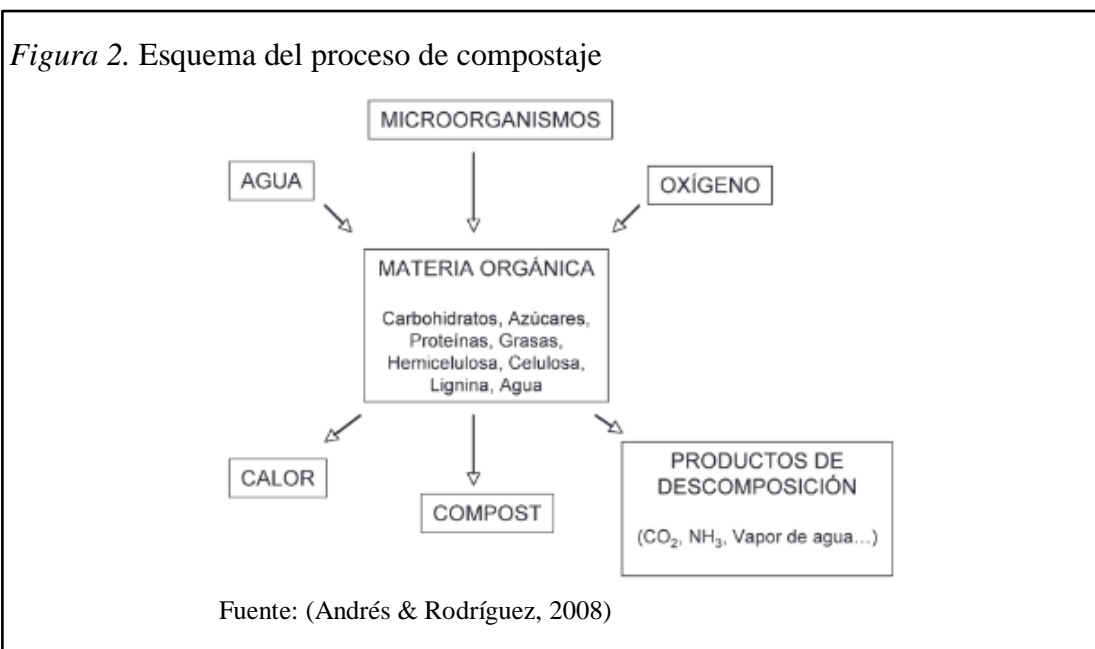 Figura 2. Esquema del proceso de compostaje
MICROORGANISMOS
AGUA
OXÍGENO
MATERIA ORGÁNICA
Carbohidratos, Azúcares,
Proteínas, Grasas,
Hemicelulosa, Celulosa,
Lignina, Agua
CALOR
COMPOST
PRODUCTOS DE
DESCOMPOSICIÓN
(CO₂, NH₃, Vapor de agua...)
Fuente: (Andrés & Rodríguez, 2008)